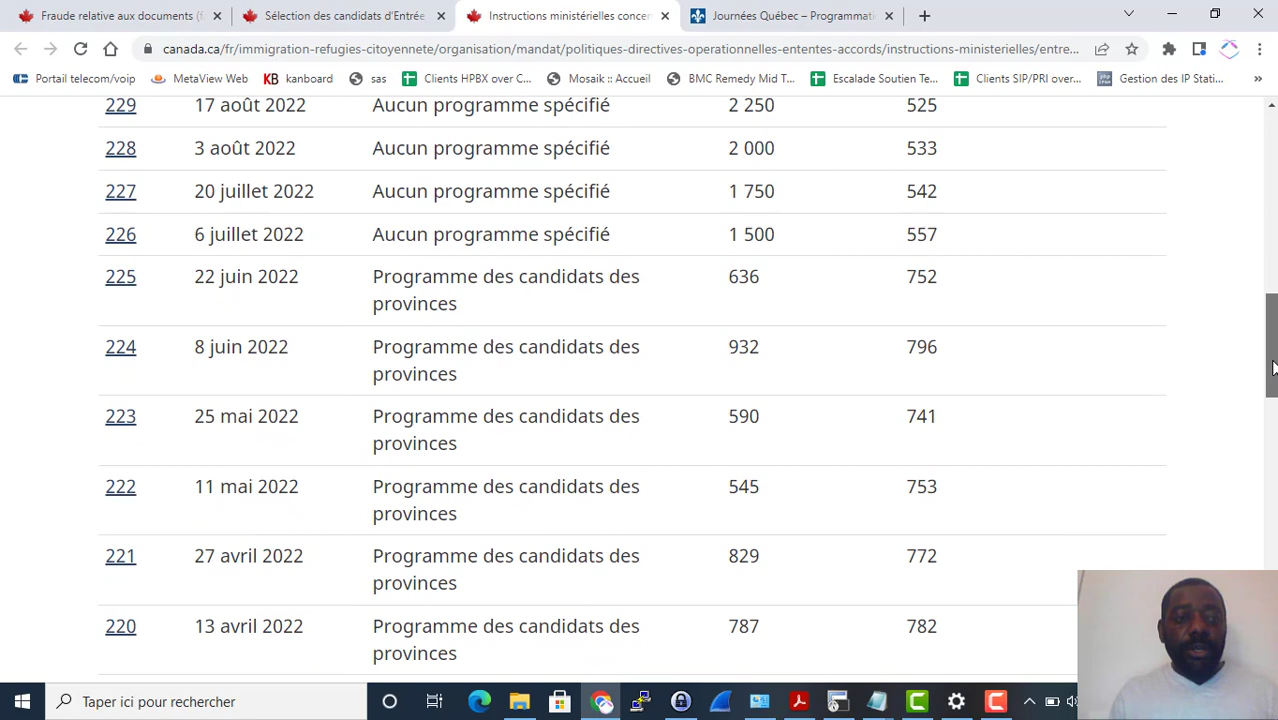 Fraude relative aux documents (f
Sélection des candidats d'Entrée
Instructions ministérielles concer
Journées Québec – Programmati
canada.ca/fr/immigration-refugies-citoyennete/organisation/mandat/politiques-directives-operationnelles-ententes-accords/instructions-ministerielles/entre...
Portail telecom/voip
MetaView Web
KB kanboard
sas
Clients HPBX over C...
Mosaik :: Accueil
BMC Remedy Mid T...
Escalade Soutien Te...
Clients SIP/PRI over...
Gestion des IP Stati...
»
229 17 août 2022 Aucun programme spécifié 2 250 525
228 3 août 2022 Aucun programme spécifié 2 000 533
227 20 juillet 2022 Aucun programme spécifié 1 750 542
226 6 juillet 2022 Aucun programme spécifié 1 500 557
225 22 juin 2022 Programme des candidats des 636 752
provinces
224 8 juin 2022 Programme des candidats des 932 796
provinces
223 25 mai 2022 Programme des candidats des 590 741
provinces
222 11 mai 2022 Programme des candidats des 545 753
provinces
221 27 avril 2022 Programme des candidats des 829 772
provinces
220 13 avril 2022 Programme des candidats des 787 782
provinces
Taper ici pour rechercher